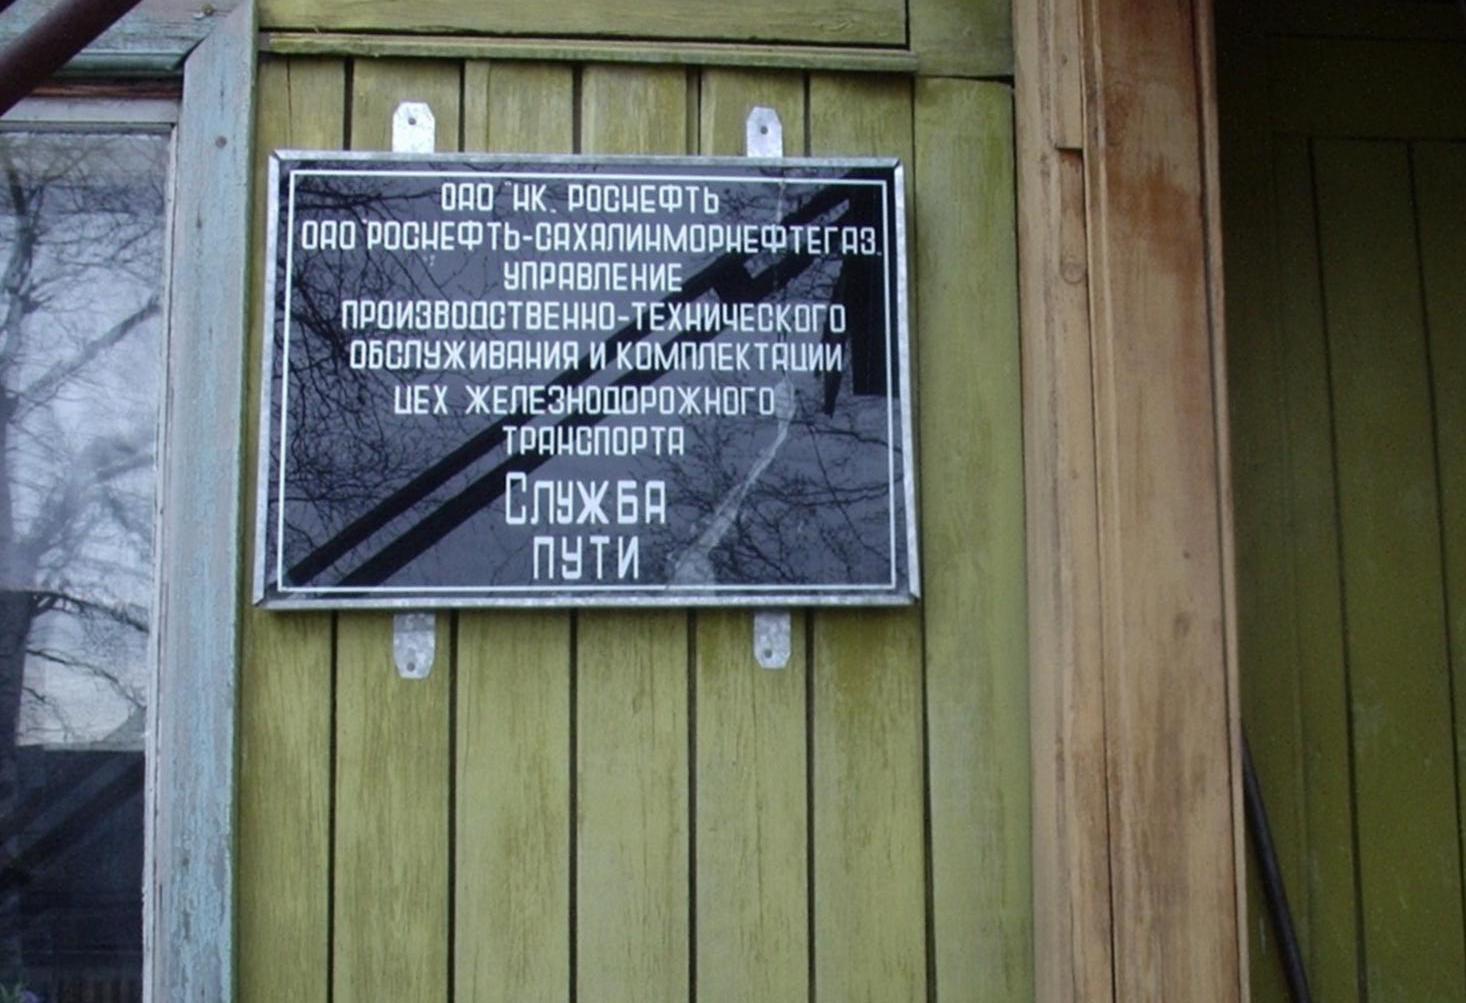 ОАО "НК" РОСНЕФТЬ
ОАО "РОСНЕФТЬ-САХАЛИНМОРНЕФТЕГАЗ"
УПРАВЛЕНИЕ
ПРОИЗВОДСТВЕННО-ТЕХНИЧЕСКОГО
ОБСЛУЖИВАНИЯ И КОМПЛЕКТАЦИИ
ЦЕХ ЖЕЛЕЗНОДОРОЖНОГО
ТРАНСПОРТА
СЛУЖБА
ПУТИ